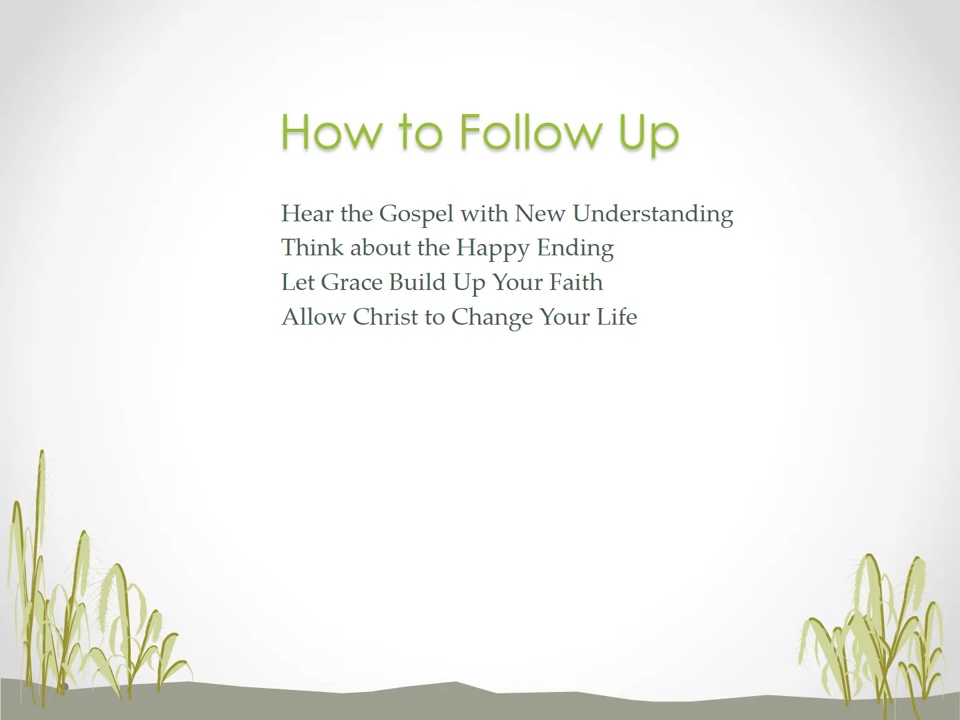 How to Follow Up
Hear the Gospel with New Understanding
Think about the Happy Ending
Let Grace Build Up Your Faith
Allow Christ to Change Your Life